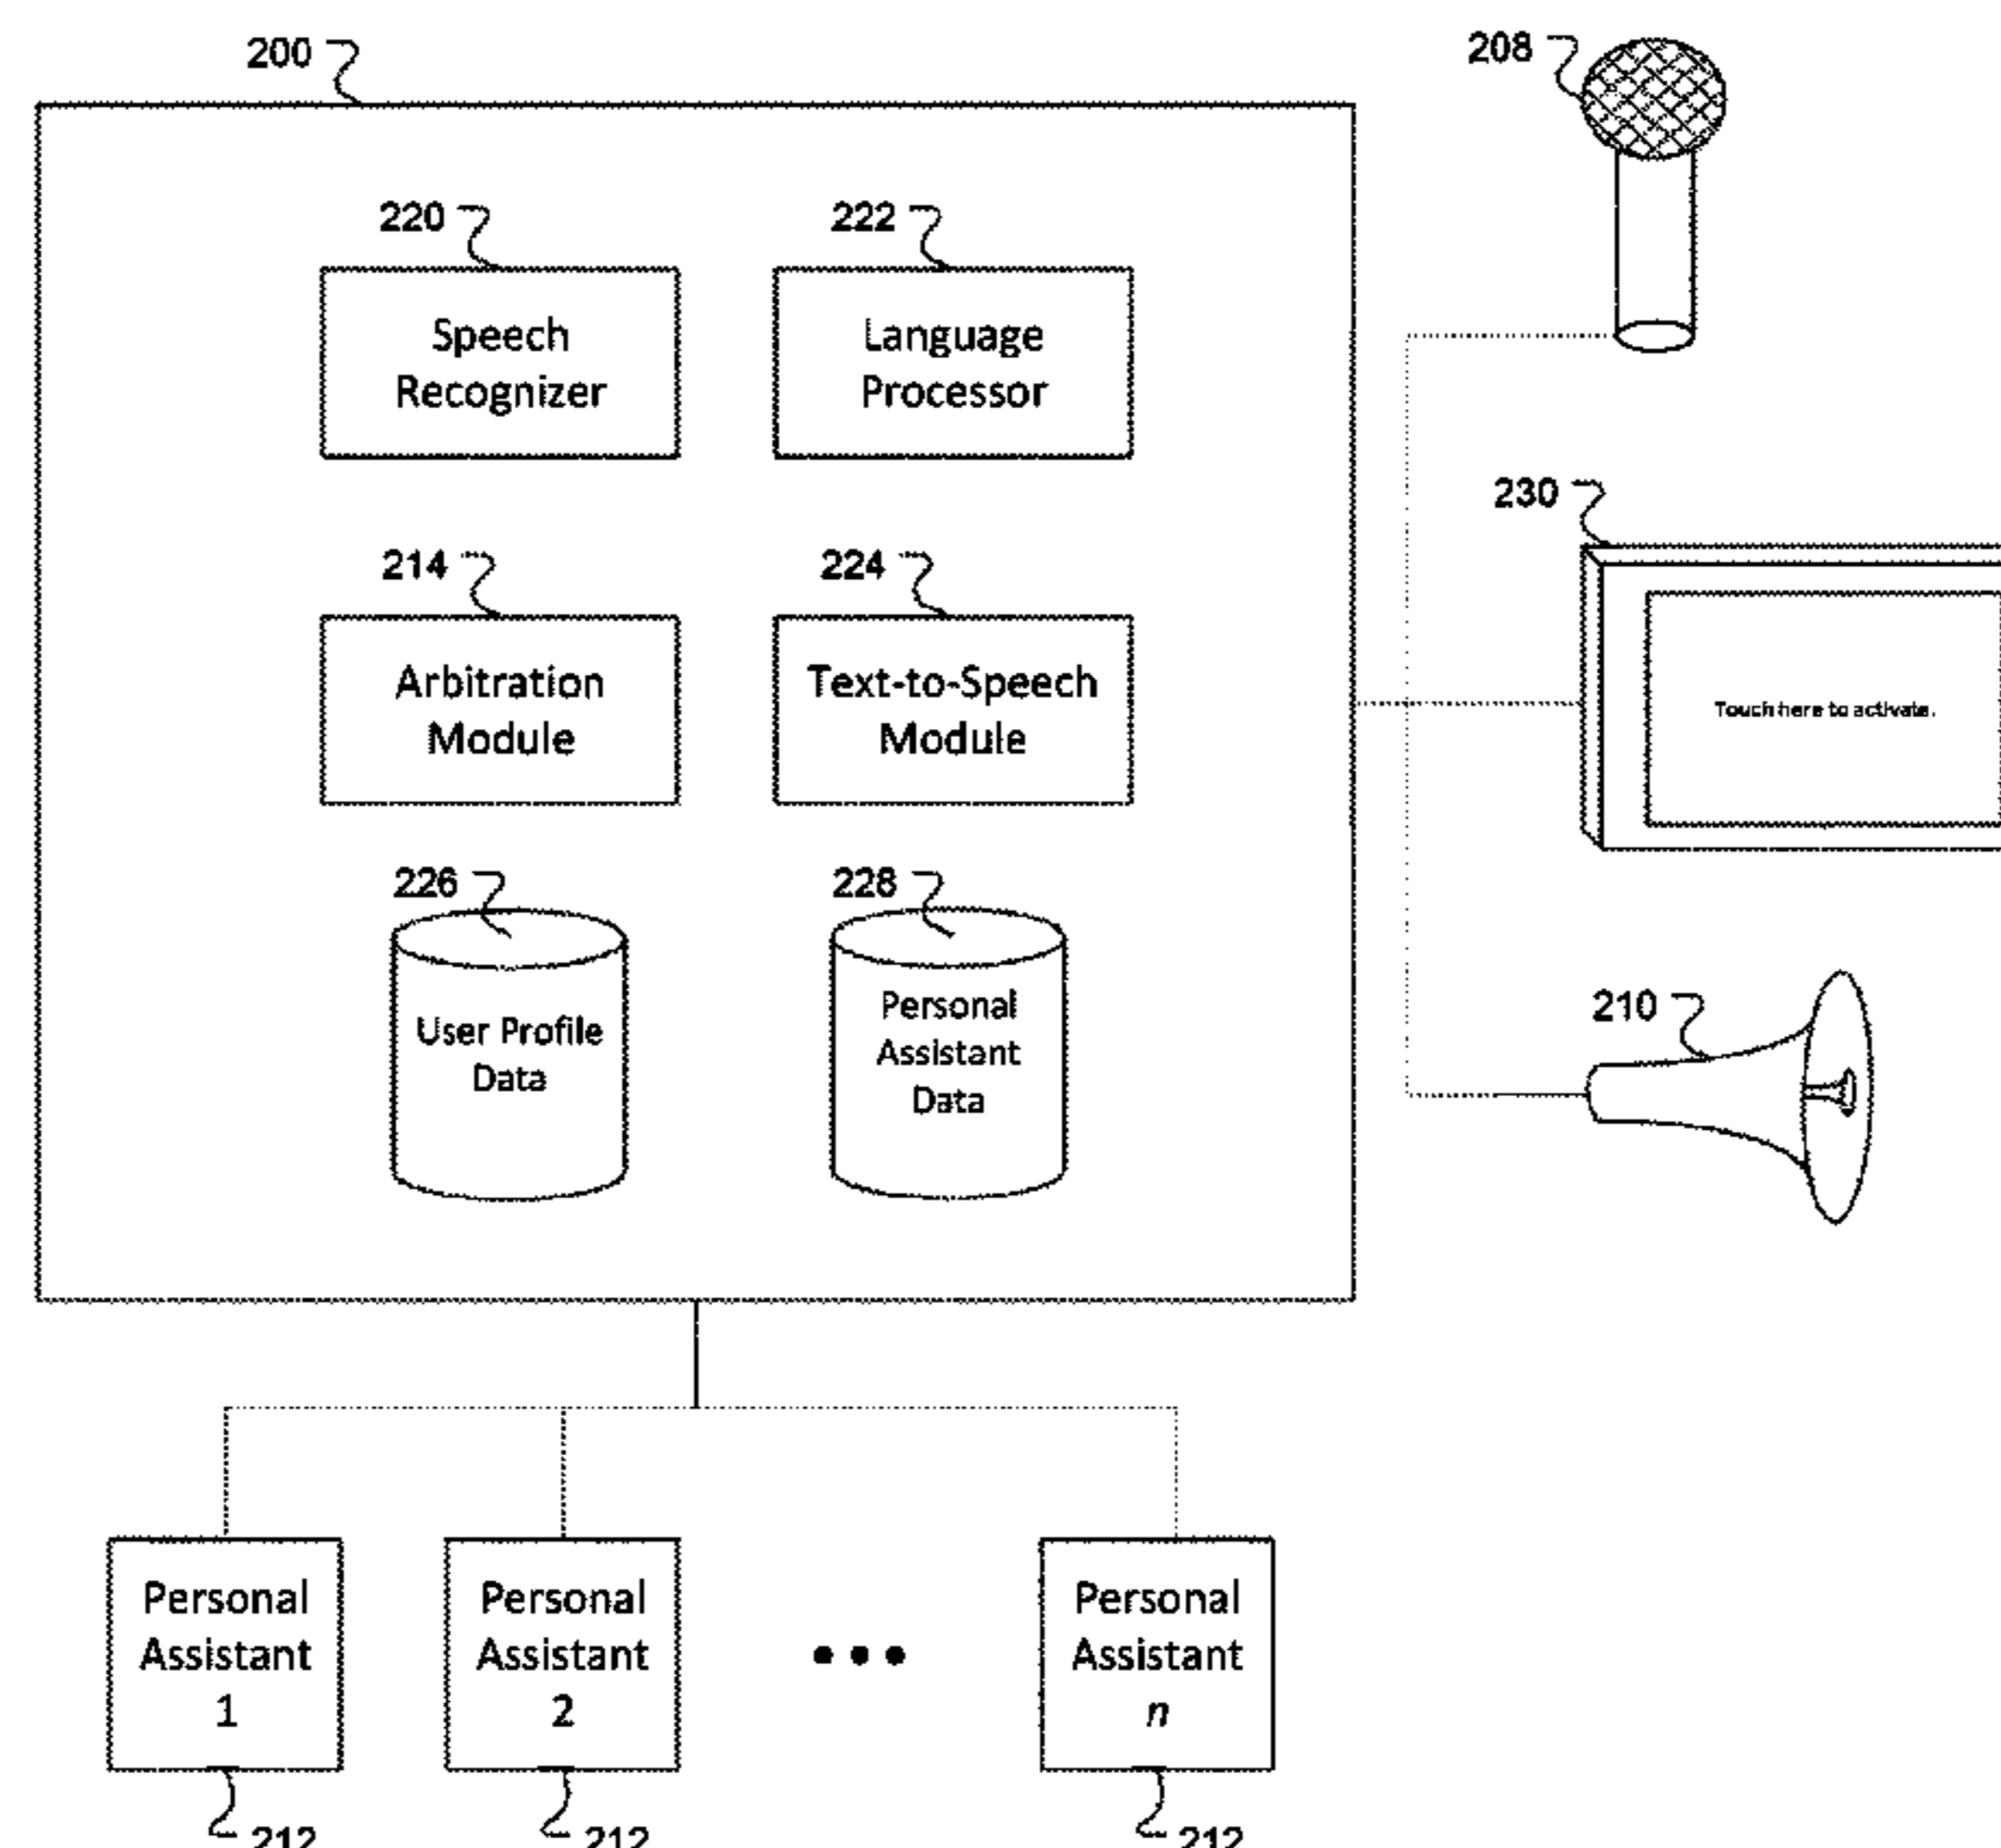 200
208
220
222
Speech
Recognizer
Language
Processor
230
214
224
Arbitration
Module
Text-to-Speech
Module
Touch here to activate.
226
228
User Profile
Data
Personal
Assistant
Data
210
Personal
Assistant
1
Personal
Assistant
2
•••
Personal
Assistant
n
212
212
212